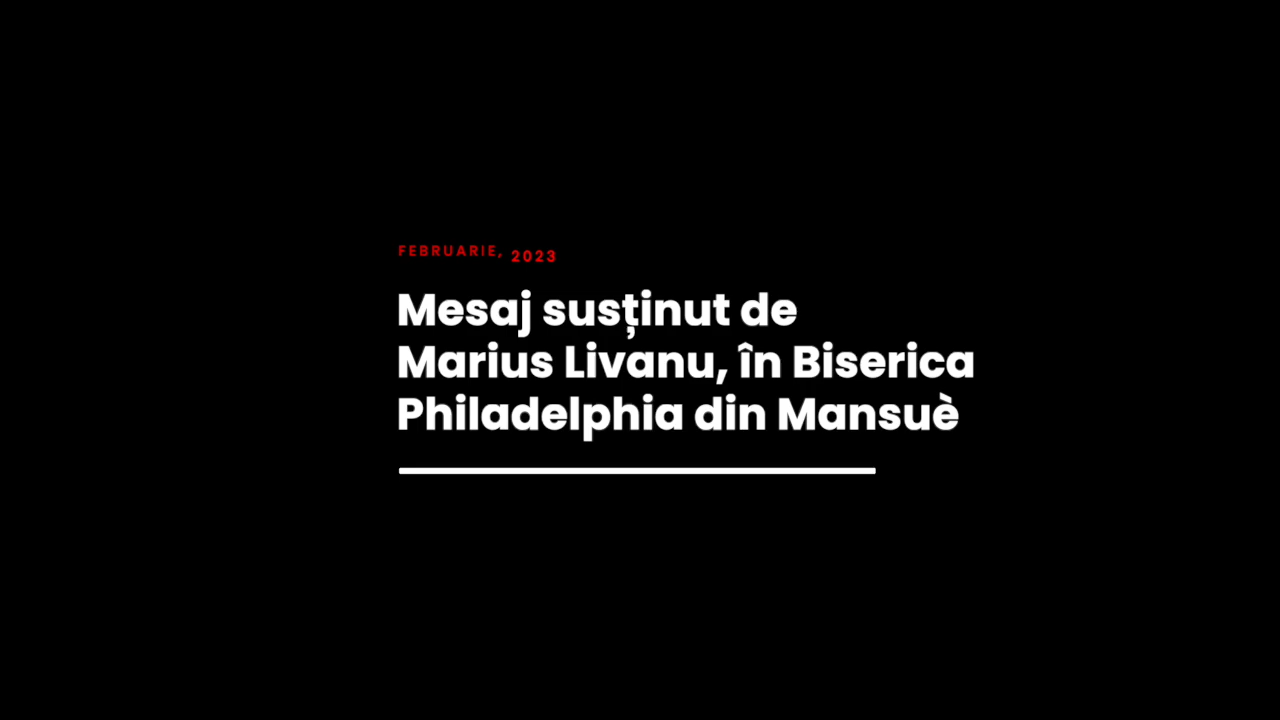 FEBRUARIE, 2023
Mesaj susținut de
Marius Livanu, în Biserica
Philadelphia din Mansuè